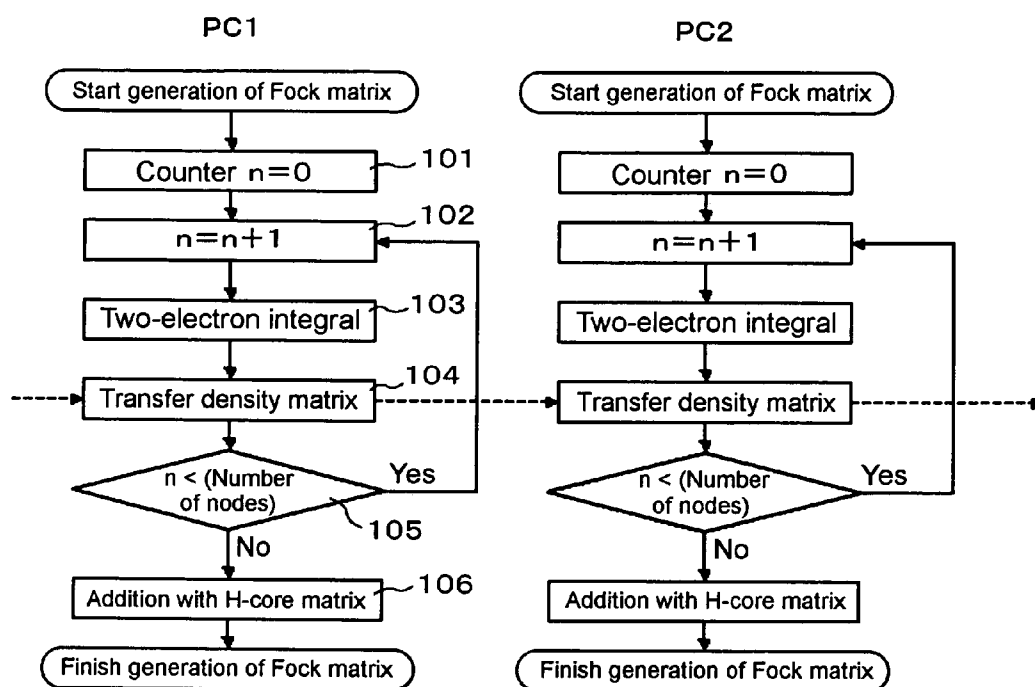 PC1
Start generation of Fock matrix
Counter n=0
101
n=n+1
102
Two-electron integral
103
Transfer density matrix
104
n < (Number
of nodes)
Yes
105
No
Addition with H-core matrix
106
Finish generation of Fock matrix
PC2
Start generation of Fock matrix
Counter n=0
n=n+1
Two-electron integral
Transfer density matrix
n < (Number
of nodes)
Yes
No
Addition with H-core matrix
Finish generation of Fock matrix